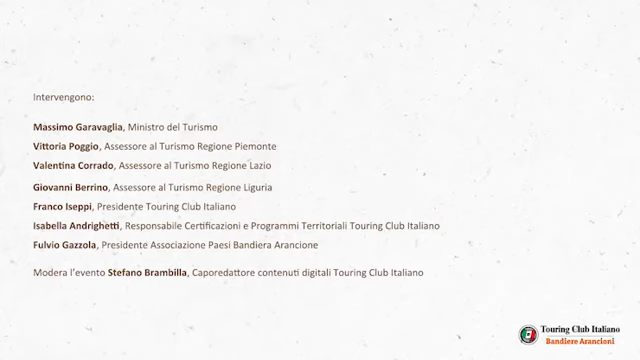 Intervengono:
Massimo Garavaglia, Ministro del Turismo
Vittoria Poggio, Assessore al Turismo Regione Piemonte
Valentina Corrado, Assessore al Turismo Regione Lazio
Giovanni Berrino, Assessore al Turismo Regione Liguria
Franco Iseppi, Presidente Touring Club Italiano
Isabella Andrighetti, Responsabile Certificazioni e Programmi Territoriali Touring Club Italiano
Fulvio Gazzola, Presidente Associazione Paesi Bandiera Arancione
Modera l’evento Stefano Brambilla, Caporedattore contenuti digitali Touring Club Italiano
Touring Club Italiano
Bandiere Arancioni